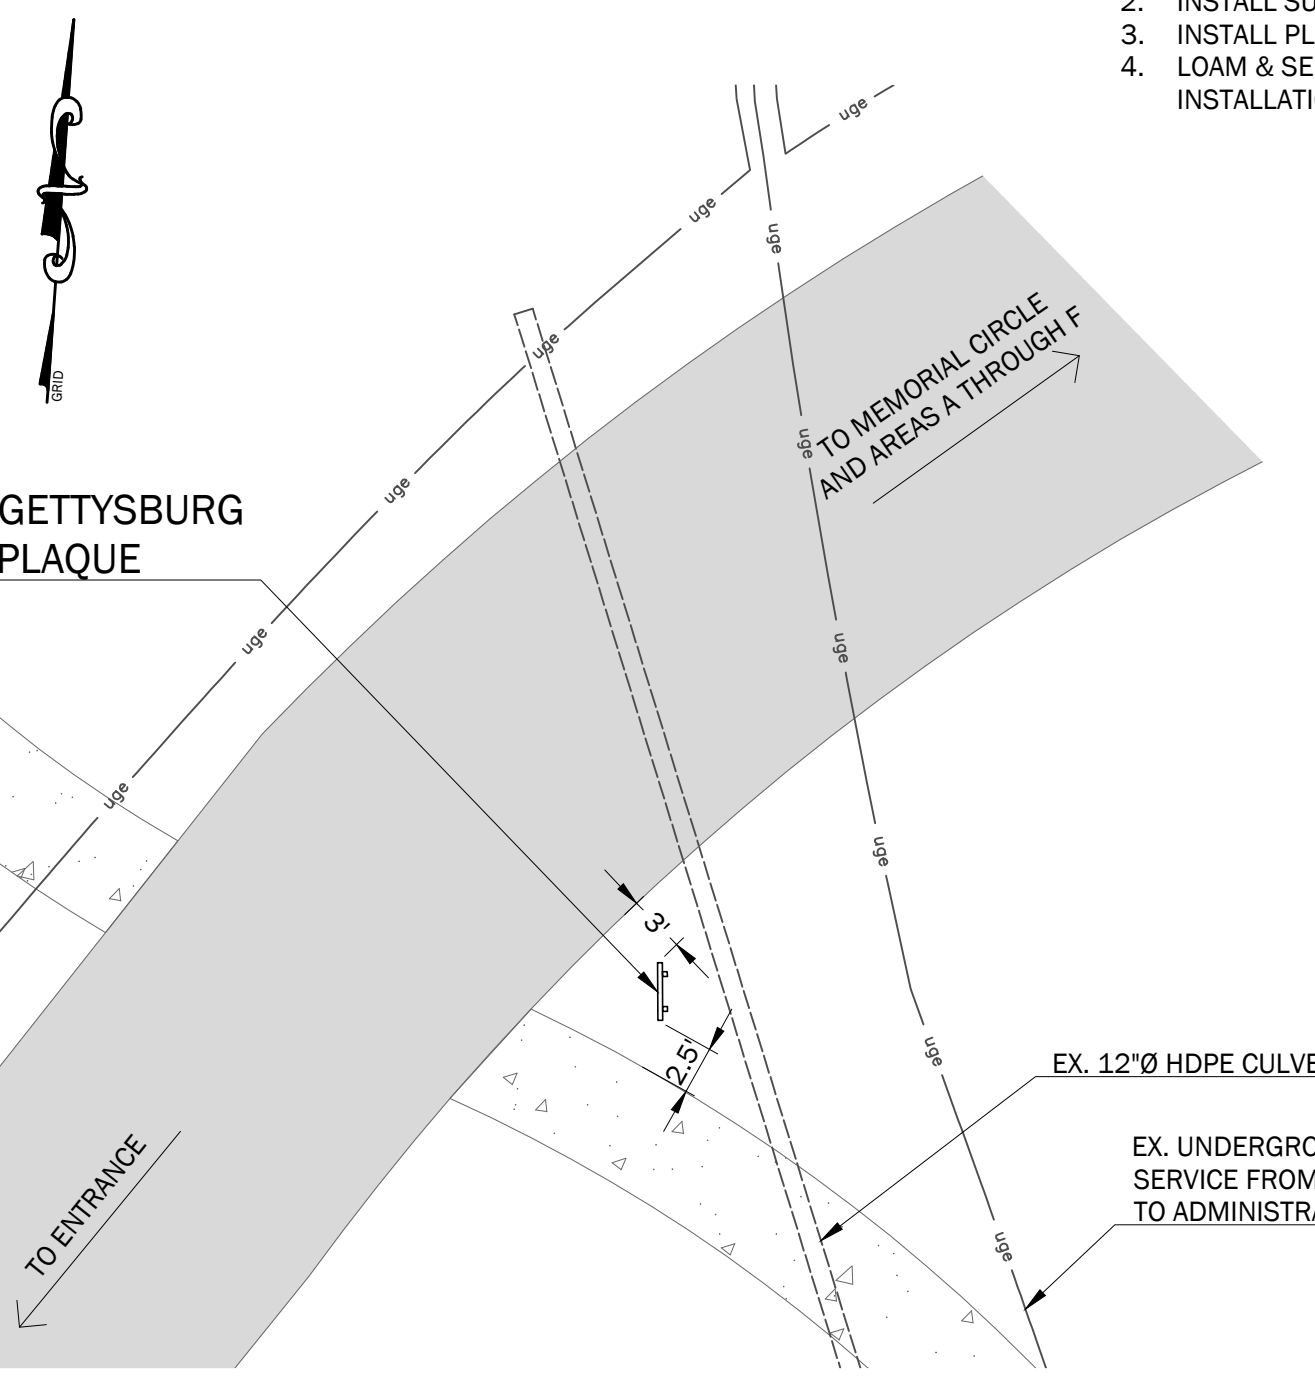 2. INSTALL SU
3. INSTALL PL
4. LOAM & SE
INSTALLATI
uge
uge
uge
GRID
uge
TO MEMORIAL CIRCLE
AND AREAS A THROUGH F
uge
uge
GETTYSBURG
PLAQUE
uge
uge
uge
uge
3'
2.5'
uge
EX. 12"Ø HDPE CULVE
EX. UNDERGRO
SERVICE FROM
TO ADMINISTRA
TO ENTRANCE
uge